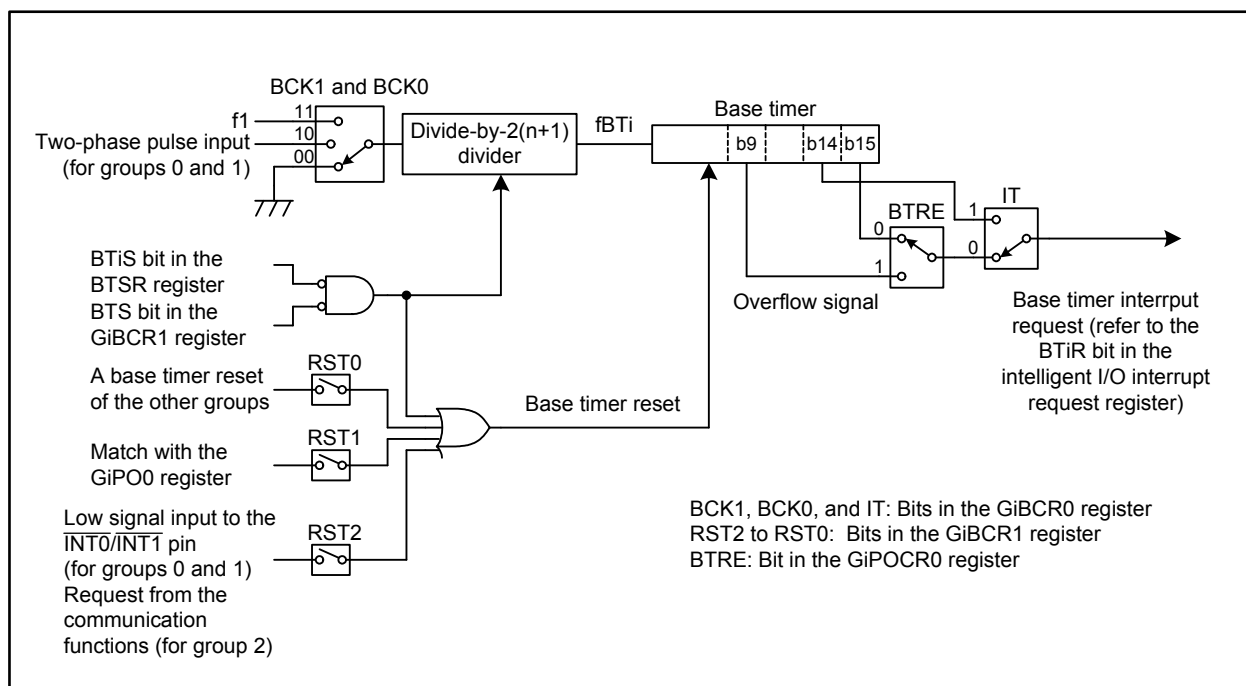 BCK1 and BCK0
f1
11
Two-phase pulse input
(for groups 0 and 1)
10
00
Divide-by-2(n+1)
divider
fBTi
Base timer
b9
b14
b15
BTRE
0
1
IT
1
0
Overflow signal
Base timer interrput
request (refer to the
BTiR bit in the
intelligent I/O interrupt
request register)
BTiS bit in the
BTSR register
BTS bit in the
GiBCR1 register
A base timer reset
of the other groups
RST0
Match with the
GiPO0 register
RST1
Low signal input to the
INT0/INT1 pin
(for groups 0 and 1)
Request from the
communication
functions (for group 2)
RST2
Base timer reset
BCK1, BCK0, and IT: Bits in the GiBCR0 register
RST2 to RST0: Bits in the GiBCR1 register
BTRE: Bit in the GiPOCR0 register